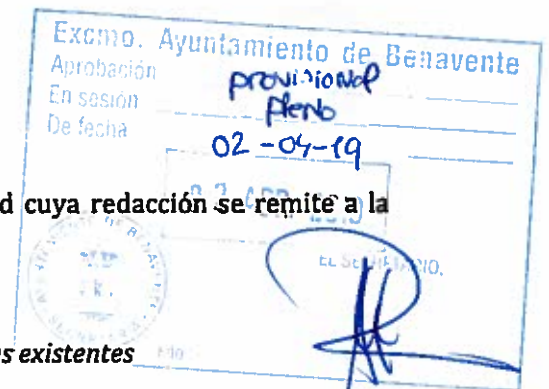 Excmo. Ayuntamiento de Benavente
Aprobación provisional
En sesión Pleno
De fecha 02-04-19
d cuya redacción se remite a la
EL SECRETARIO,
s existentes